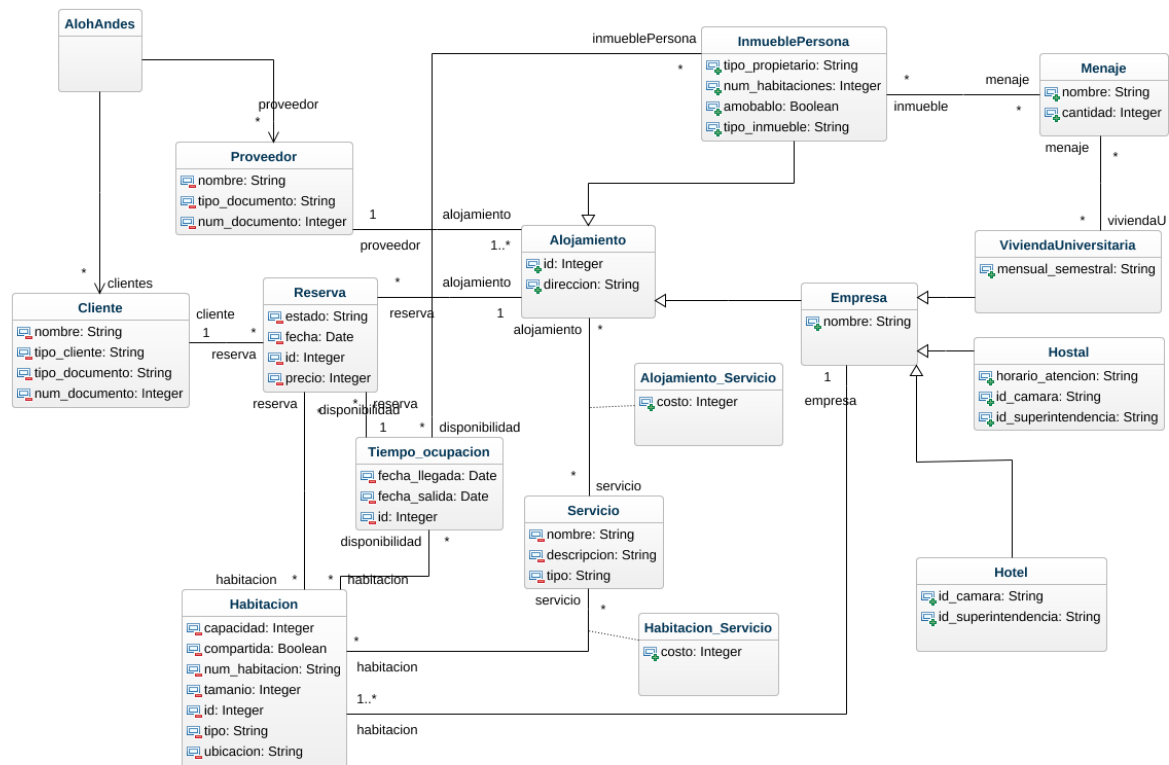 AlohAndes
proveedor
*
Proveedor
nombre: String
tipo_documento: String
num_documento: Integer
*
clientes
Cliente
nombre: String
tipo_cliente: String
tipo_documento: String
num_documento: Integer
cliente
1
*
reserva
Reserva
estado: String
fecha: Date
id: Integer
precio: Integer
1
alojamiento
proveedor
1..*
*
alojamiento
reserva
1
Alojamiento
id: Integer
direccion: String
alojamiento
*
inmueblePersona
*
InmueblePersona
tipo_propietario: String
num_habitaciones: Integer
amobablo: Boolean
tipo_inmueble: String
*
menaje
inmueble
*
Menaje
nombre: String
cantidad: Integer
menaje
*
*
viviendaU
ViviendaUniversitaria
mensual_semestral: String
Empresa
nombre: String
1
empresa
Hostal
horario_atencion: String
id_camara: String
id_superintendencia: String
Alojamiento_Servicio
costo: Integer
reserva
*
*
reserva
disponibilidad
1
*
disponibilidad
Tiempo_ocupacion
fecha_llegada: Date
fecha_salida: Date
id: Integer
disponibilidad
*
*
servicio
Servicio
nombre: String
descripcion: String
tipo: String
servicio
*
Hotel
id_camara: String
id_superintendencia: String
habitacion
*
*
habitacion
Habitacion
capacidad: Integer
compartida: Boolean
num_habitacion: String
tamanio: Integer
id: Integer
tipo: String
ubicacion: String
*
habitacion
Habitacion_Servicio
costo: Integer
1..*
habitacion